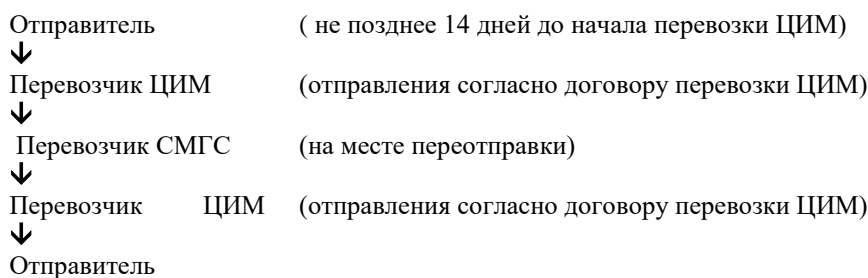 Отправитель ( не позднее 14 дней до начала перевозки ЦИМ)
↓
Перевозчик ЦИМ (отправления согласно договору перевозки ЦИМ)
↓
Перевозчик СМГС (на месте переотправки)
↓
Перевозчик ЦИМ (отправления согласно договору перевозки ЦИМ)
↓
Отправитель